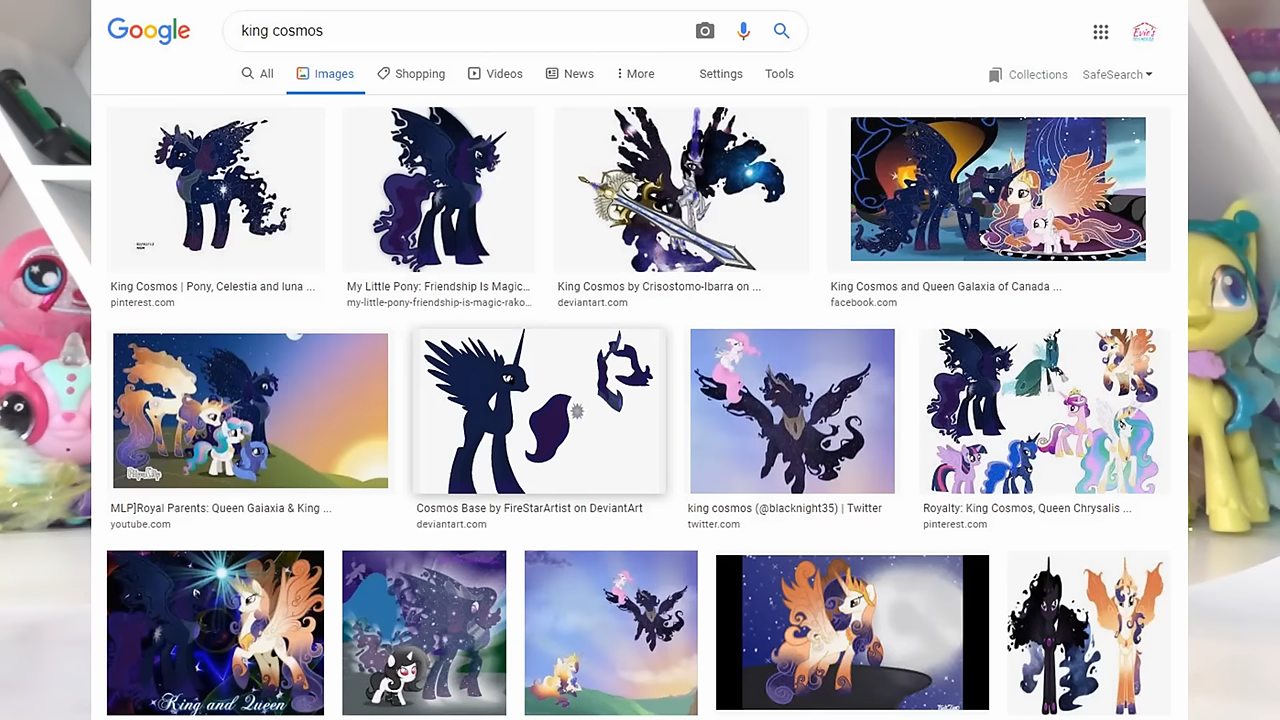 Google
king cosmos
Evie's
All Images Shopping Videos News More Settings Tools
Collections SafeSearch
King Cosmos | Pony, Celestia and luna ...
pinterest.com
My Little Pony: Friendship Is Magic...
my-little-pony-friendship-is-magic-rako...
King Cosmos by Crisostomo-Ibarra on ...
deviantart.com
King Cosmos and Queen Galaxia of Canada ...
facebook.com
MLP]Royal Parents: Queen Gaiaxia & King ...
youtube.com
Cosmos Base by FireStarArtist on DeviantArt
deviantart.com
king cosmos (@blacknight35) | Twitter
twitter.com
Royalty: King Cosmos, Queen Chrysalis ...
pinterest.com
King and Queen